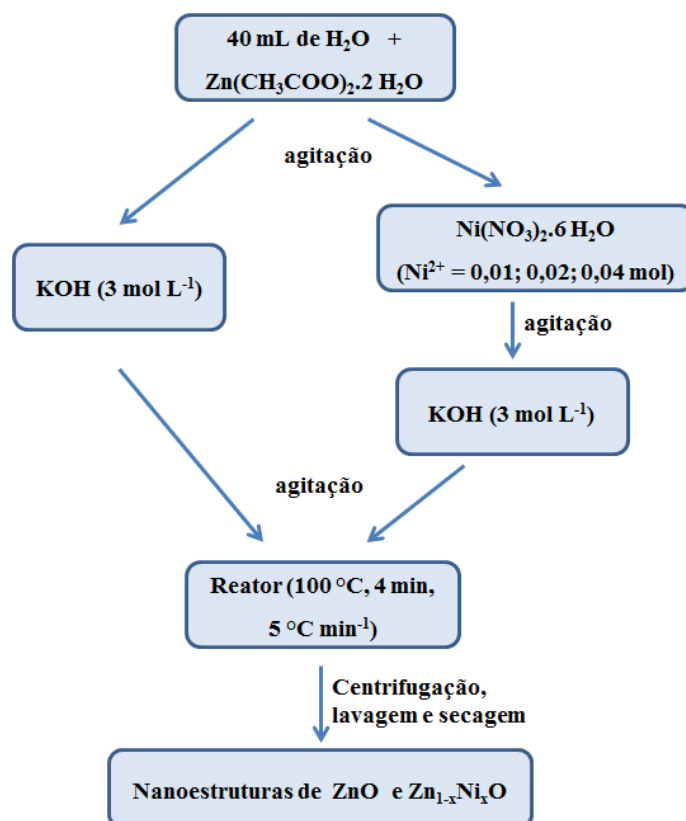 40 mL de H₂O +
Zn(CH₃COO)₂.2 H₂O
agitação
Ni(NO₃)₂.6 H₂O
(Ni²⁺ = 0,01; 0,02; 0,04 mol)
KOH (3 mol L⁻¹)
agitação
KOH (3 mol L⁻¹)
agitação
Reator (100 °C, 4 min,
5 °C min⁻¹)
Centrifugação,
lavagem e secagem
Nanoestruturas de ZnO e Zn₁₋ₓNiₓO